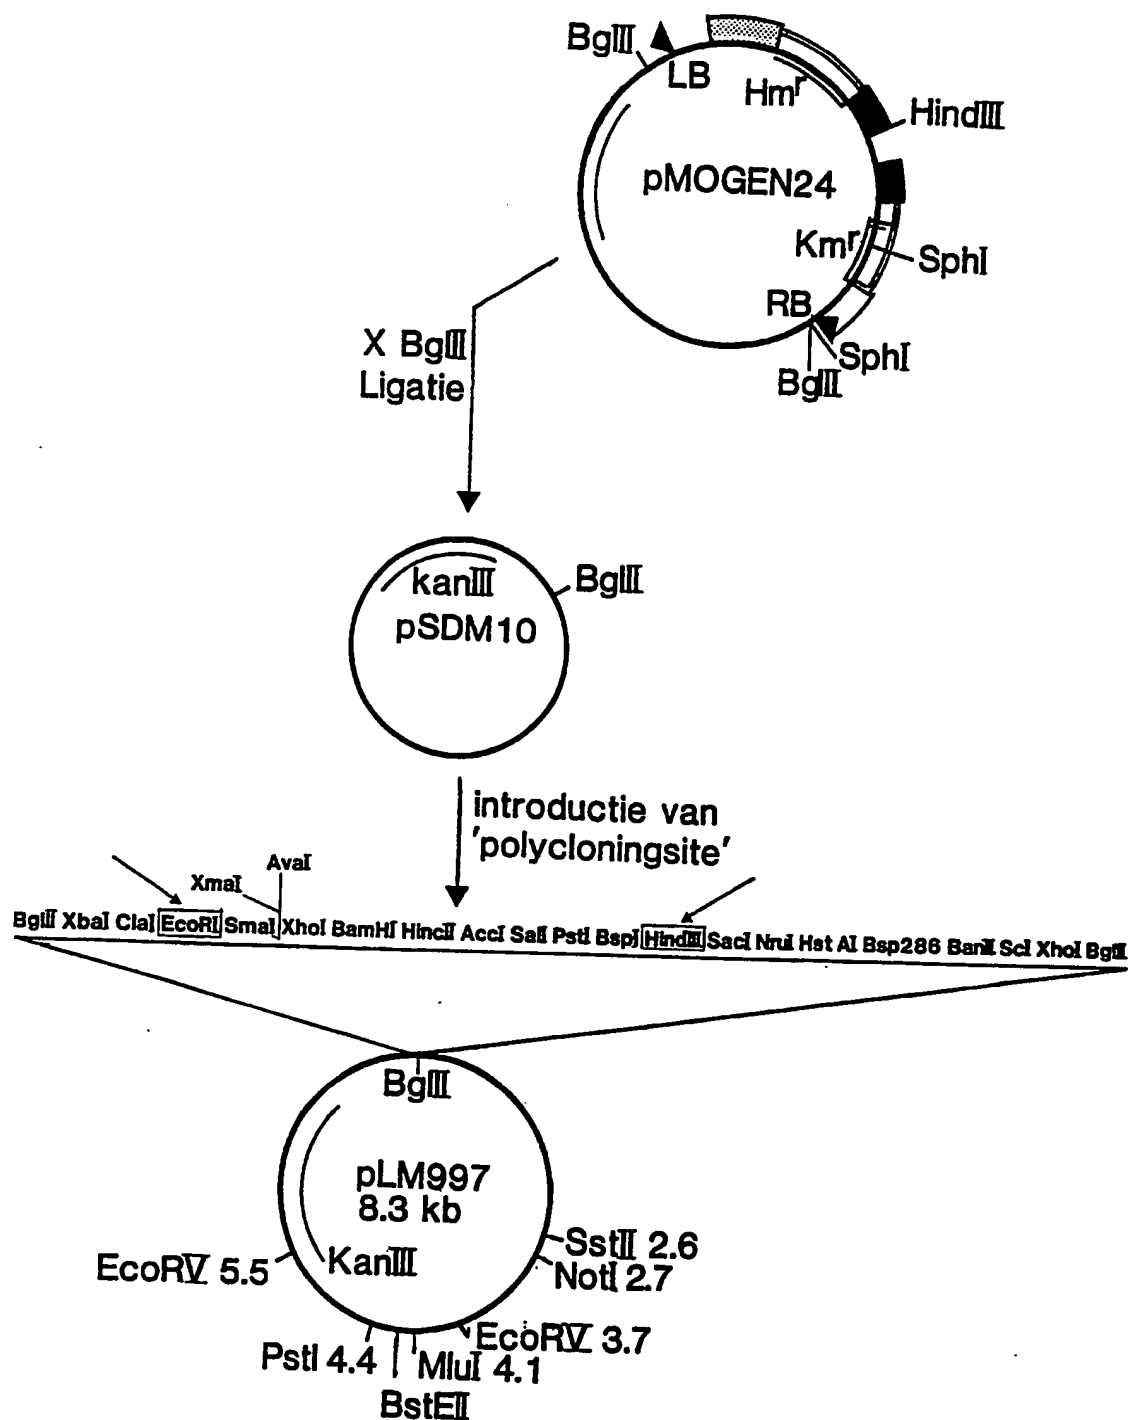 BglII
LB
Hmʳ
HindIII
pMOGEN24
Kmʳ
SphI
RB
SphI
BglII
X BglII
Ligatie
kanIII
BglII
pSDM10
introductie van
'polycloningsite'
AvaI
XmaI
BglII XbaI ClaI EcoRI SmaI XhoI BamHI HincII AccI SalI PstI BspI HindIII SacI NruI Hst AI Bsp286 BanII ScI XhoI BglII
BglII
pLM997
8.3 kb
KanIII
SstII 2.6
NotI 2.7
EcoRV 5.5
EcoRV 3.7
PstI 4.4
MluI 4.1
BstEII